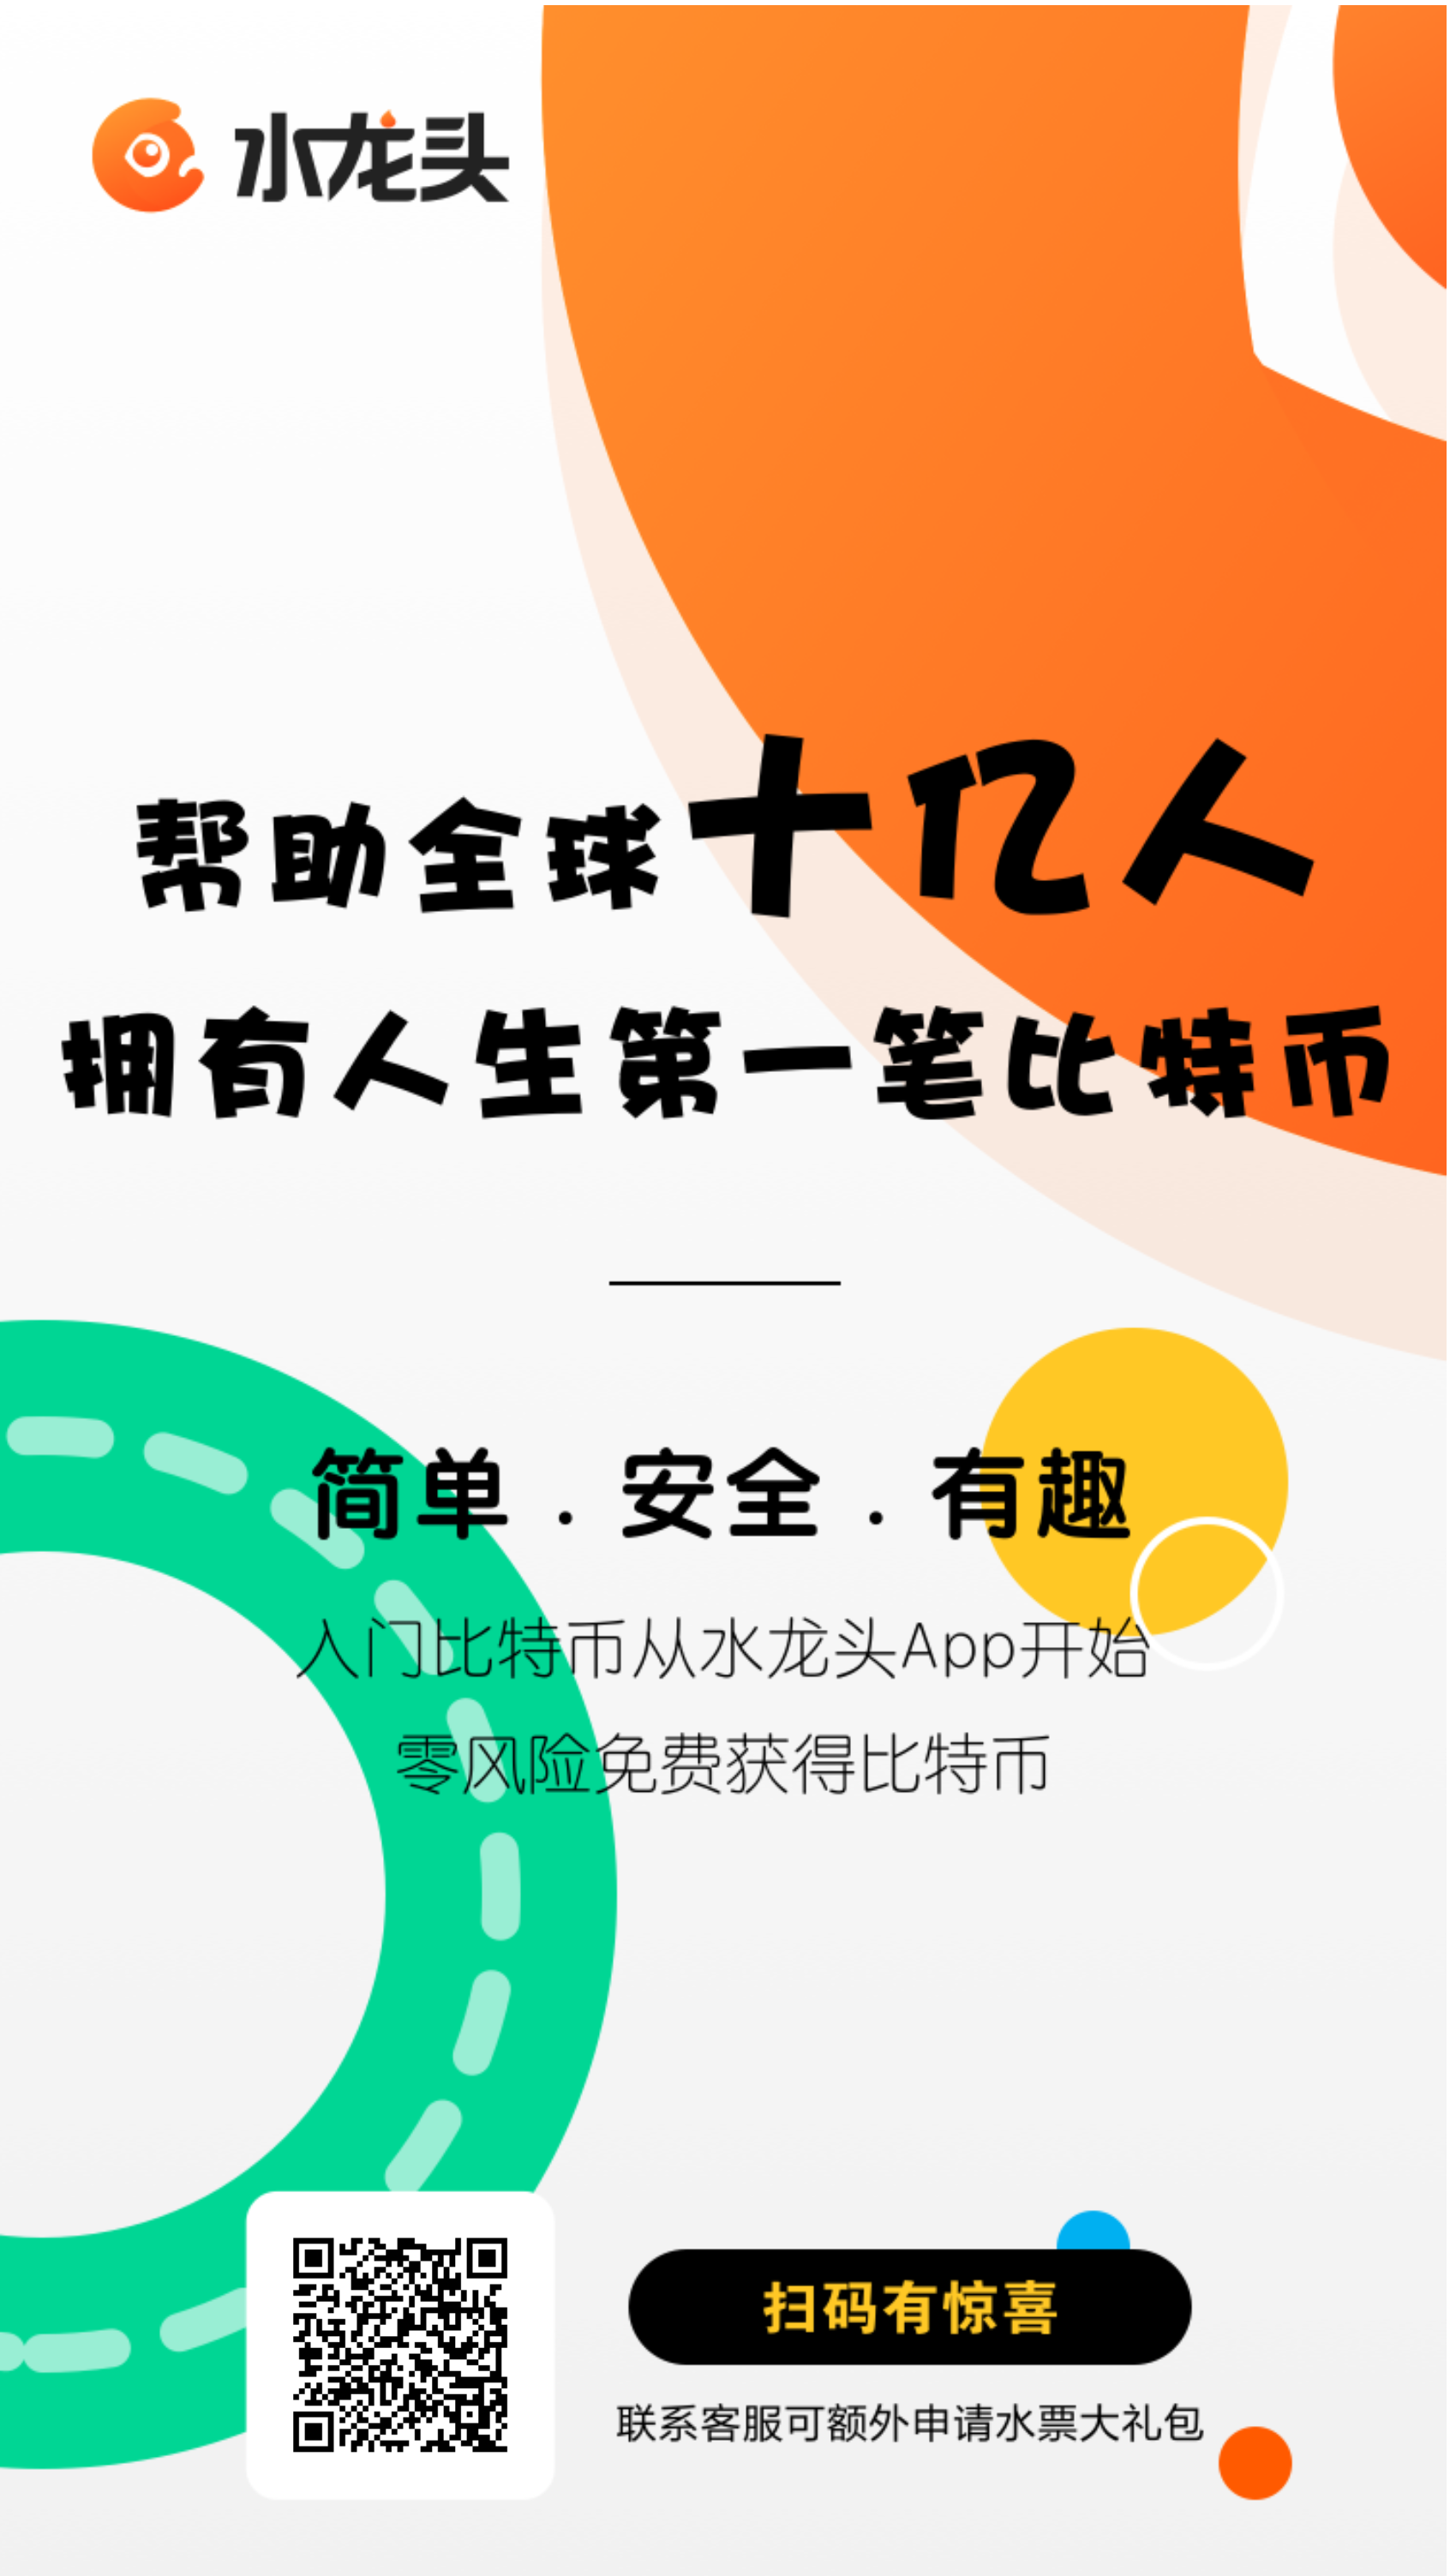 水龙头
帮助全球十亿人
拥有人生第一笔比特币
简单 . 安全 . 有趣
入门比特币从水龙头App开始
零风险免费获得比特币
扫码有惊喜
联系客服可额外申请水票大礼包